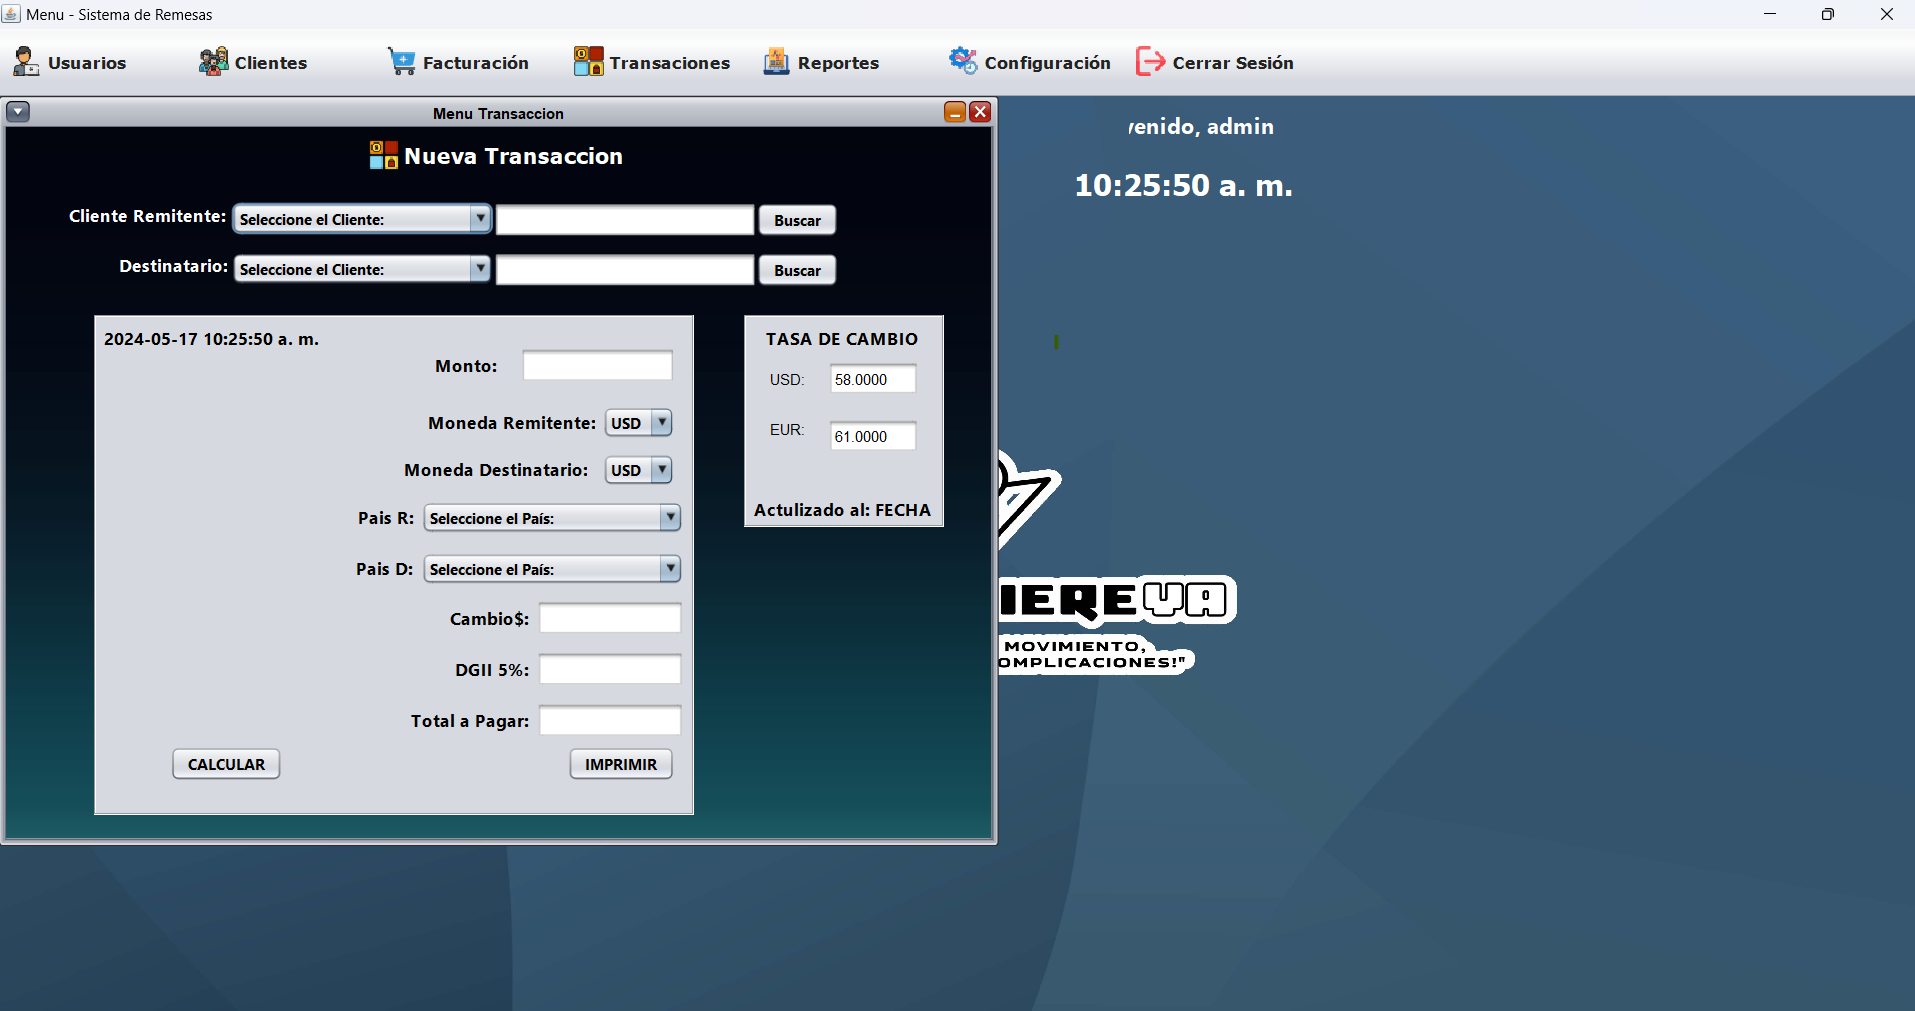 Menu - Sistema de Remesas
Usuarios
Clientes
Facturación
Transaciones
Reportes
Configuración
Cerrar Sesión
Menu Transaccion
venido, admin
10:25:50 a. m.
Nueva Transaccion
Cliente Remitente: Seleccione el Cliente: Buscar
Destinatario: Seleccione el Cliente: Buscar
2024-05-17 10:25:50 a. m.
Monto:
Moneda Remitente: USD
Moneda Destinatario: USD
Pais R: Seleccione el País:
Pais D: Seleccione el País:
Cambio$:
DGII 5%:
Total a Pagar:
CALCULAR
IMPRIMIR
TASA DE CAMBIO
USD: 58.0000
EUR: 61.0000
Actulizado al: FECHA
IEREYA
MOVIMIENTO,
OMPLICACIONES!"